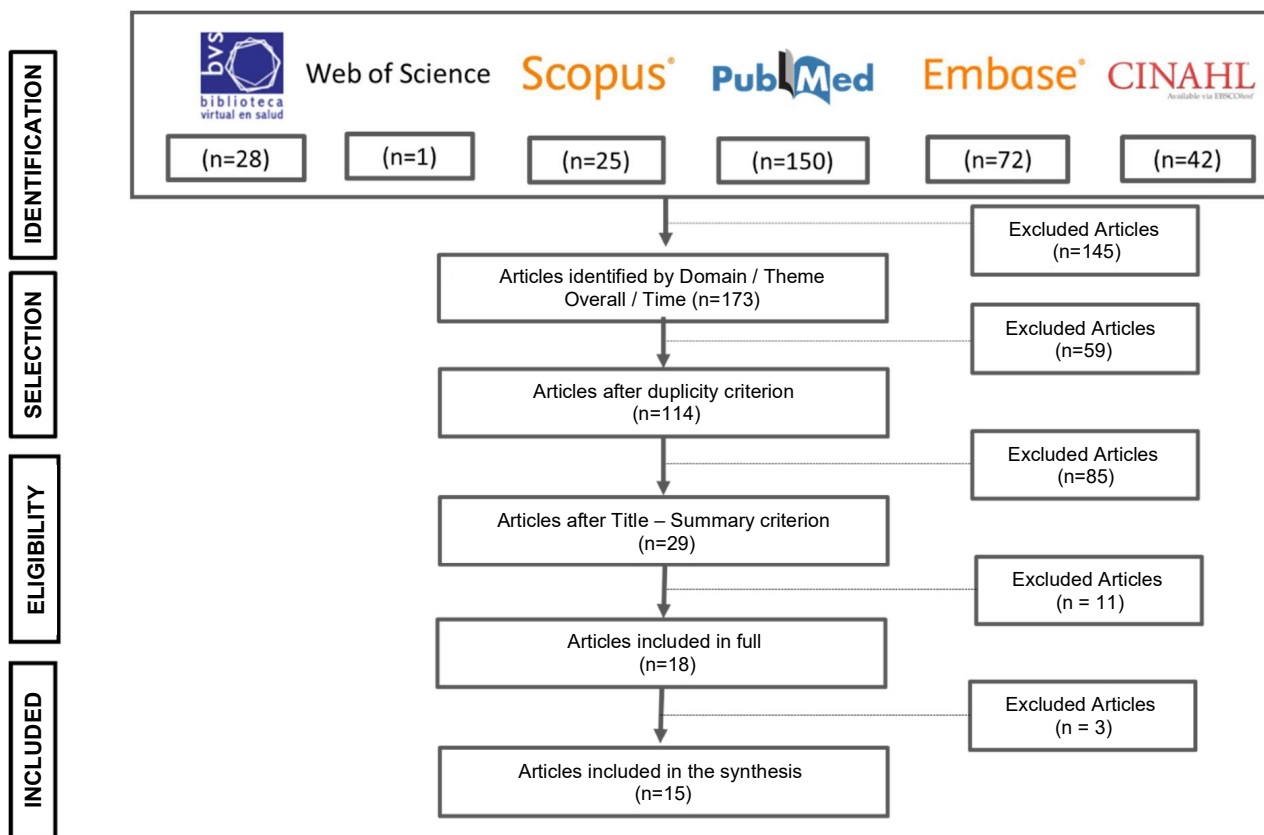 IDENTIFICATION
bvs
biblioteca
virtual en salud
Web of Science
Scopus®
PubMed
Embase®
CINAHL
Available via EBSCOhost
(n=28)
(n=1)
(n=25)
(n=150)
(n=72)
(n=42)
Excluded Articles
(n=145)
SELECTION
Articles identified by Domain / Theme
Overall / Time (n=173)
Excluded Articles
(n=59)
Articles after duplicity criterion
(n=114)
ELIGIBILITY
Excluded Articles
(n=85)
Articles after Title – Summary criterion
(n=29)
Excluded Articles
(n = 11)
Articles included in full
(n=18)
INCLUDED
Excluded Articles
(n = 3)
Articles included in the synthesis
(n=15)